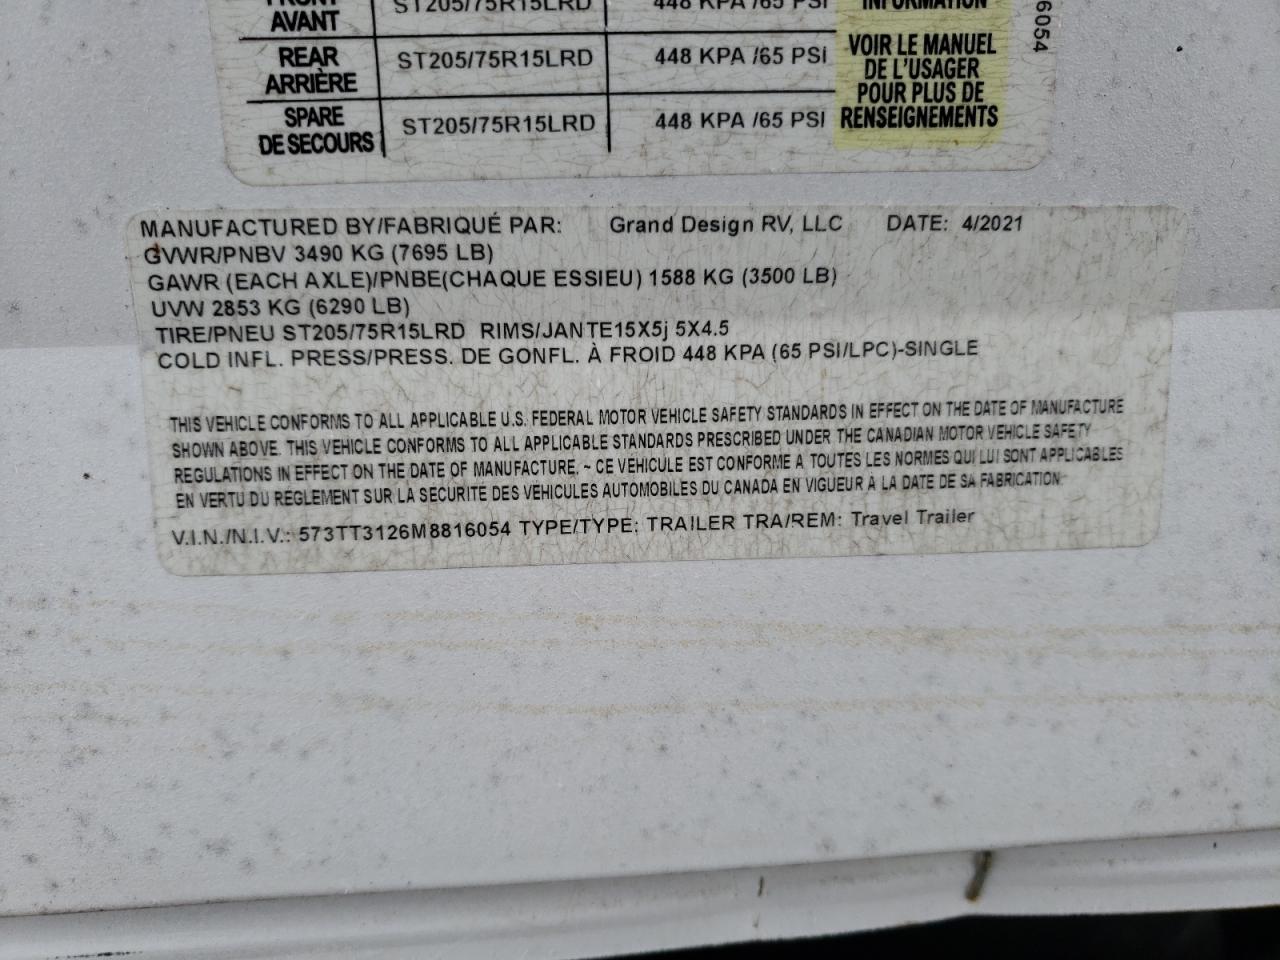 FRONT ST205/75R15LRD 448 KPA /65 PSI INFORMATION
AVANT
REAR ST205/75R15LRD 448 KPA /65 PSI VOIR LE MANUEL
ARRIÈRE DE L'USAGER
SPARE ST205/75R15LRD 448 KPA /65 PSI POUR PLUS DE
DE SECOURS RENSEIGNEMENTS
6054
MANUFACTURED BY/FABRIQUÉ PAR: Grand Design RV, LLC DATE: 4/2021
GVWR/PNBV 3490 KG (7695 LB)
GAWR (EACH AXLE)/PNBE(CHAQUE ESSIEU) 1588 KG (3500 LB)
UVW 2853 KG (6290 LB)
TIRE/PNEU ST205/75R15LRD RIMS/JANTE15X5j 5X4.5
COLD INFL. PRESS/PRESS. DE GONFL. À FROID 448 KPA (65 PSI/LPC)-SINGLE
THIS VEHICLE CONFORMS TO ALL APPLICABLE U.S. FEDERAL MOTOR VEHICLE SAFETY STANDARDS IN EFFECT ON THE DATE OF MANUFACTURE
SHOWN ABOVE. THIS VEHICLE CONFORMS TO ALL APPLICABLE STANDARDS PRESCRIBED UNDER THE CANADIAN MOTOR VEHICLE SAFETY
REGULATIONS IN EFFECT ON THE DATE OF MANUFACTURE. ~ CE VÉHICULE EST CONFORME À TOUTES LES NORMES QUI LUI SONT APPLICABLES
EN VERTU DU RÈGLEMENT SUR LA SÉCURITÉ DES VÉHICULES AUTOMOBILES DU CANADA EN VIGUEUR À LA DATE DE SA FABRICATION
V.I.N./N.I.V.: 573TT3126M8816054 TYPE/TYPE: TRAILER TRA/REM: Travel Trailer